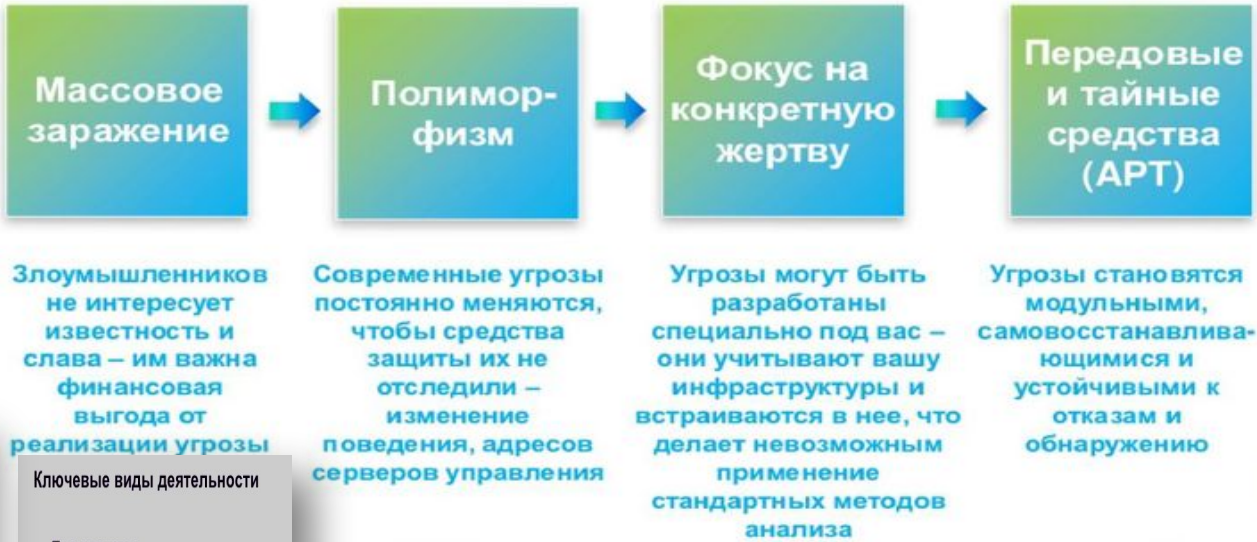 Массовое
заражение
Полимор-
физм
Фокус на
конкретную
жертву
Передовые
и тайные
средства
(APT)
Злоумышленников
не интересует
известность и
слава – им важна
финансовая
выгода от
реализации угрозы
Современные угрозы
постоянно меняются,
чтобы средства
защиты их не
отследили –
изменение
поведения, адресов
серверов управления
Угрозы могут быть
разработаны
специально под вас –
они учитывают вашу
инфраструктуры и
встраиваются в нее, что
делает невозможным
применение
стандартных методов
анализа
Угрозы становятся
модульными,
самовосстанавлива-
ющимися и
устойчивыми к
отказам и
обнаружению
Ключевые виды деятельности